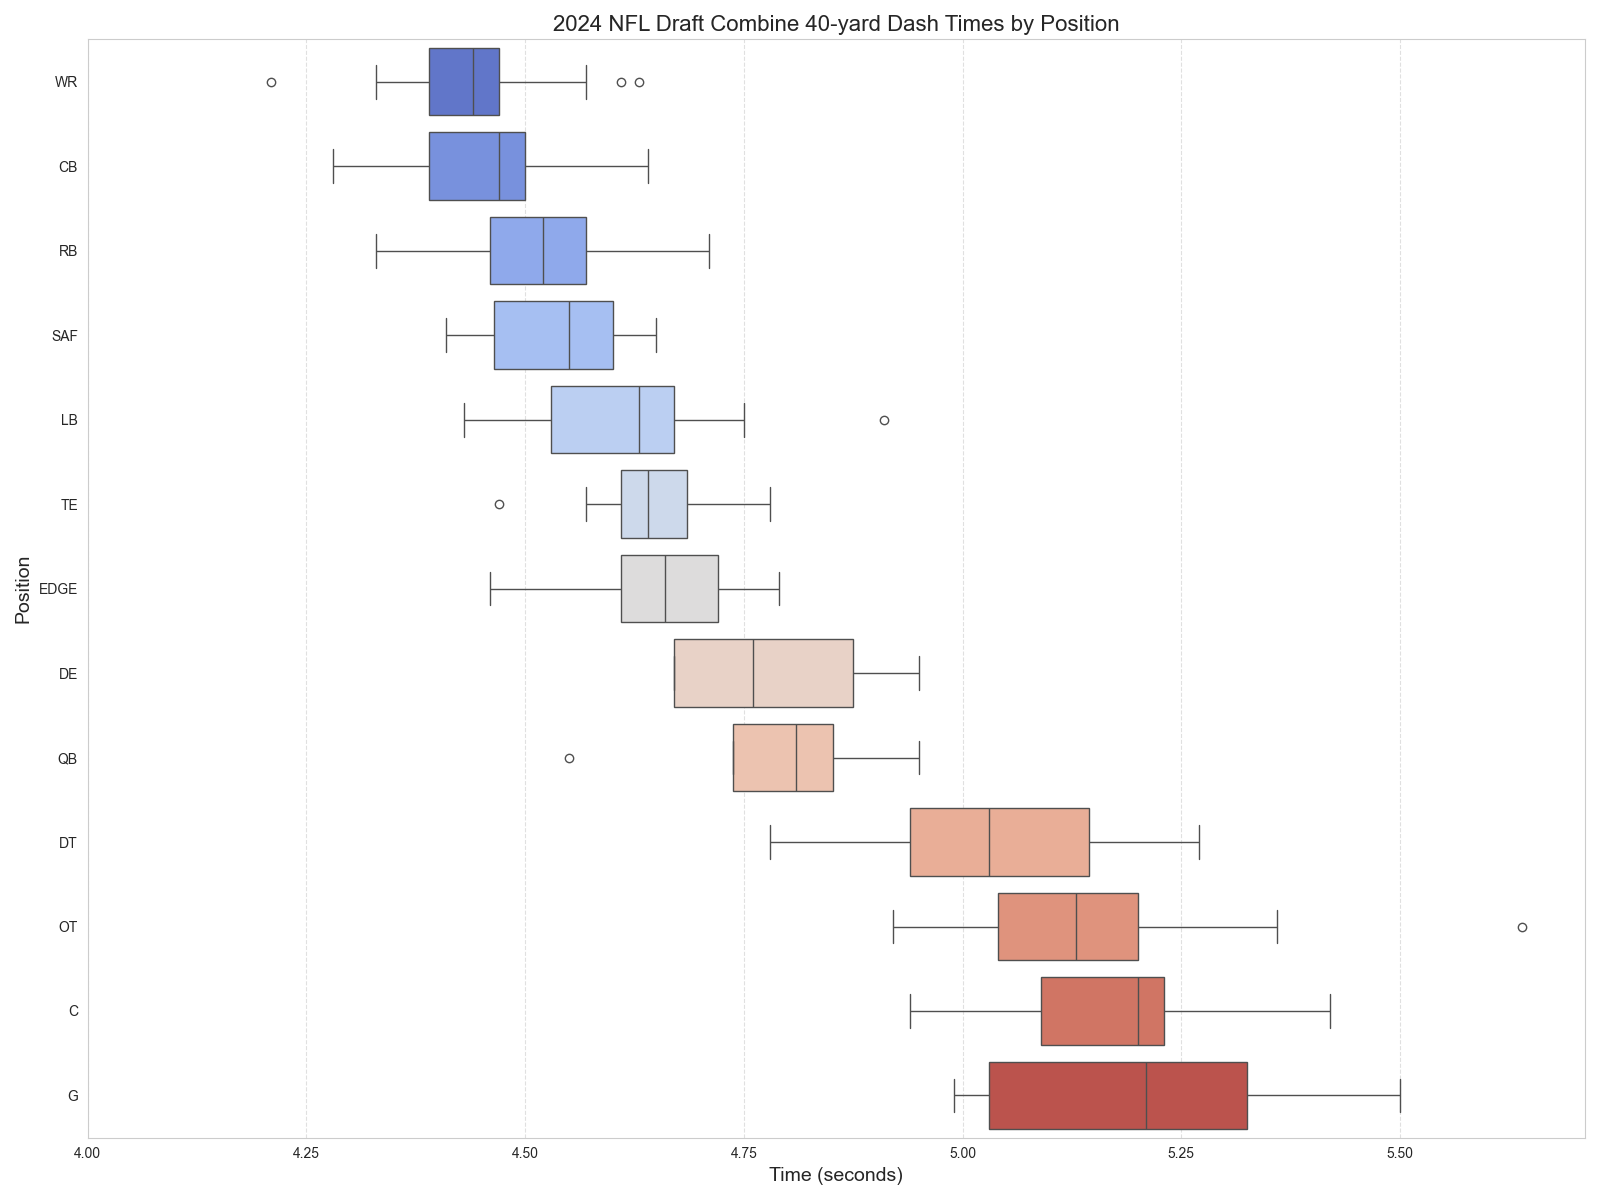 2024 NFL Draft Combine 40-yard Dash Times by Position
Position
WR
CB
RB
SAF
LB
TE
EDGE
DE
QB
DT
OT
C
G
4.00 4.25 4.50 4.75 5.00 5.25 5.50
Time (seconds)